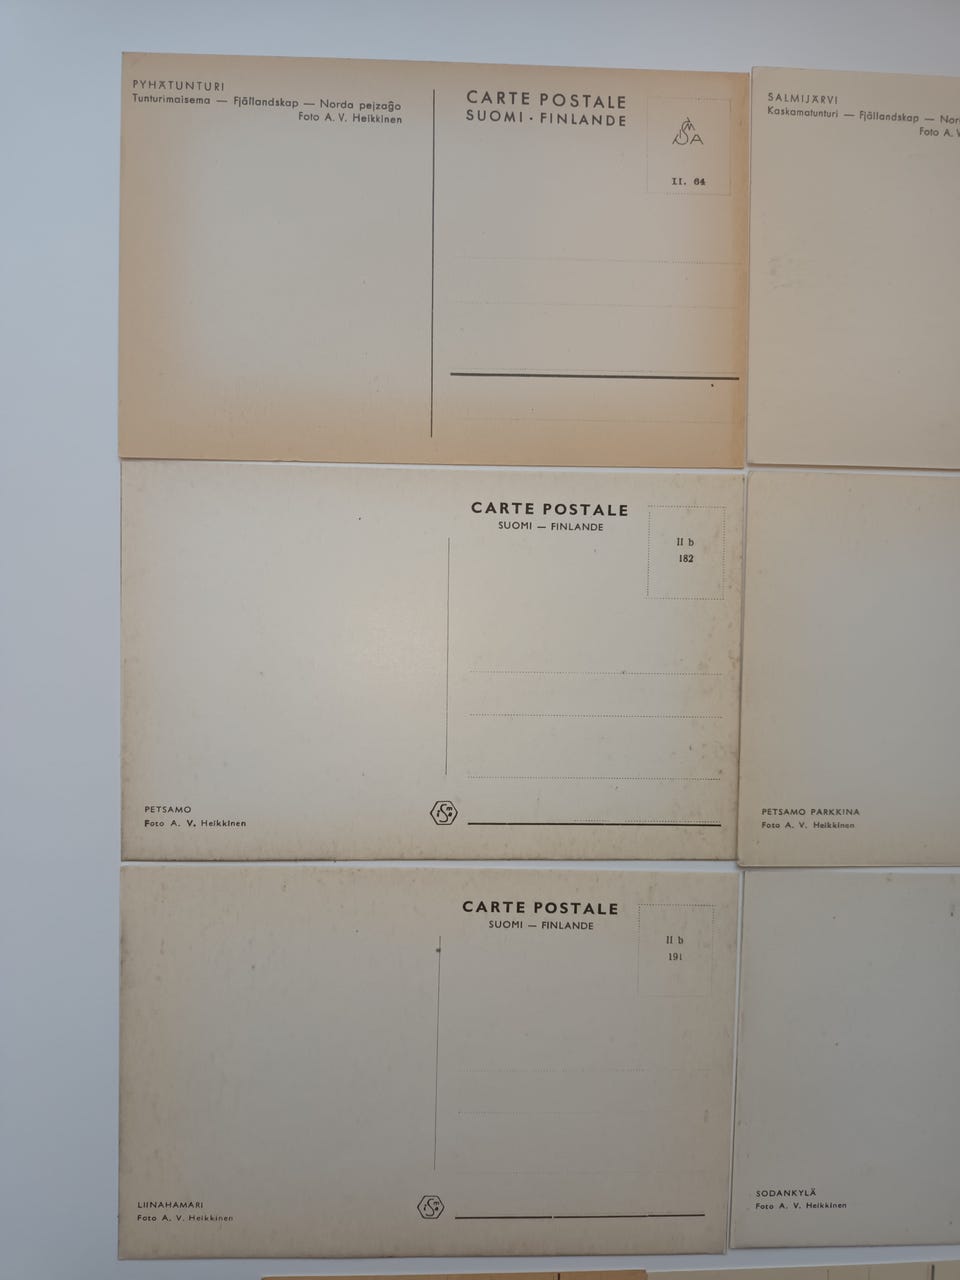 PYHÄTUNTURI
Tunturimaisema — Fjällandskap — Norda pejzaĝo
Foto A. V. Heikkinen
CARTE POSTALE
SUOMI · FINLANDE
II. 64
SALMIJÄRVI
Kaskamatunturi — Fjällandskap — Nor
Foto A. V
CARTE POSTALE
SUOMI — FINLANDE
II b
182
PETSAMO
Foto A. V. Heikkinen
PETSAMO PARKKINA
Foto A. V. Heikkinen
CARTE POSTALE
SUOMI — FINLANDE
II b
191
LIINAHAMARI
Foto A. V. Heikkinen
SODANKYLÄ
Foto A. V. Heikkinen